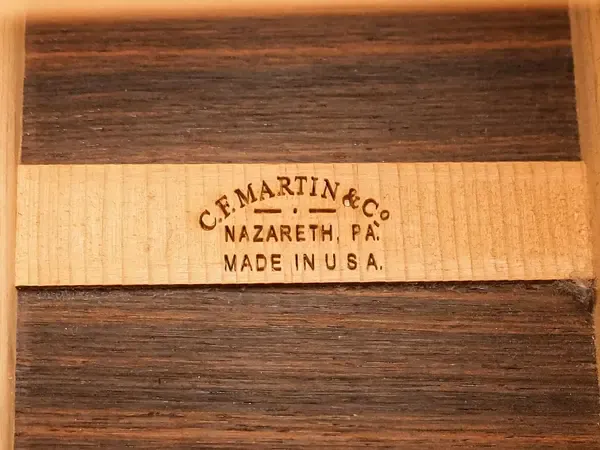 C.F. MARTIN & Cº
NAZARETH, PA.
MADE IN U S A.